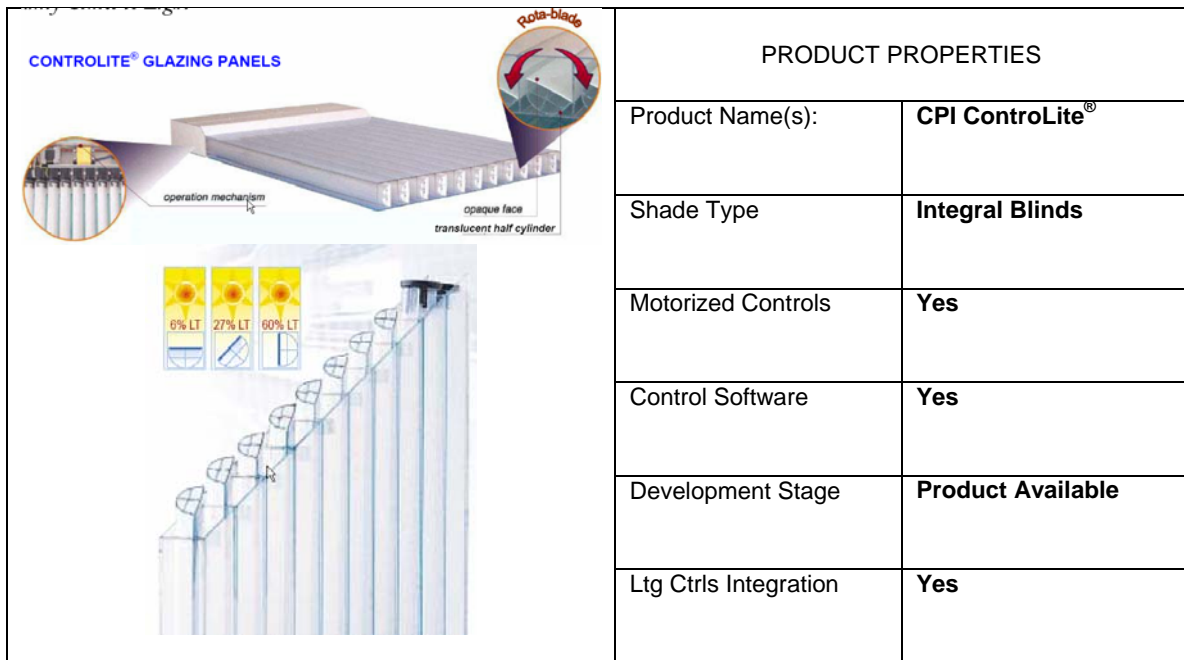 Rota-blade
CONTROLITE® GLAZING PANELS
operation mechanism
opaque face
translucent half cylinder
6% LT 27% LT 60% LT
PRODUCT PROPERTIES
Product Name(s): CPI ControLite®
Shade Type Integral Blinds
Motorized Controls Yes
Control Software Yes
Development Stage Product Available
Ltg Ctrls Integration Yes